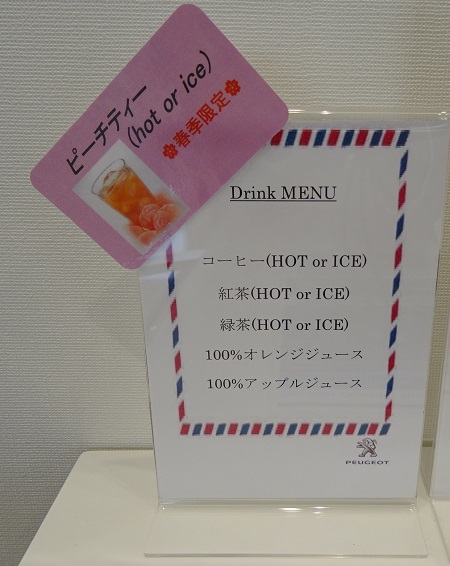 ピーチティー
(hot or ice)
春季限定
Drink MENU
コーヒー(HOT or ICE)
紅茶(HOT or ICE)
緑茶(HOT or ICE)
100%オレンジジュース
100%アップルジュース
PEUGEOT